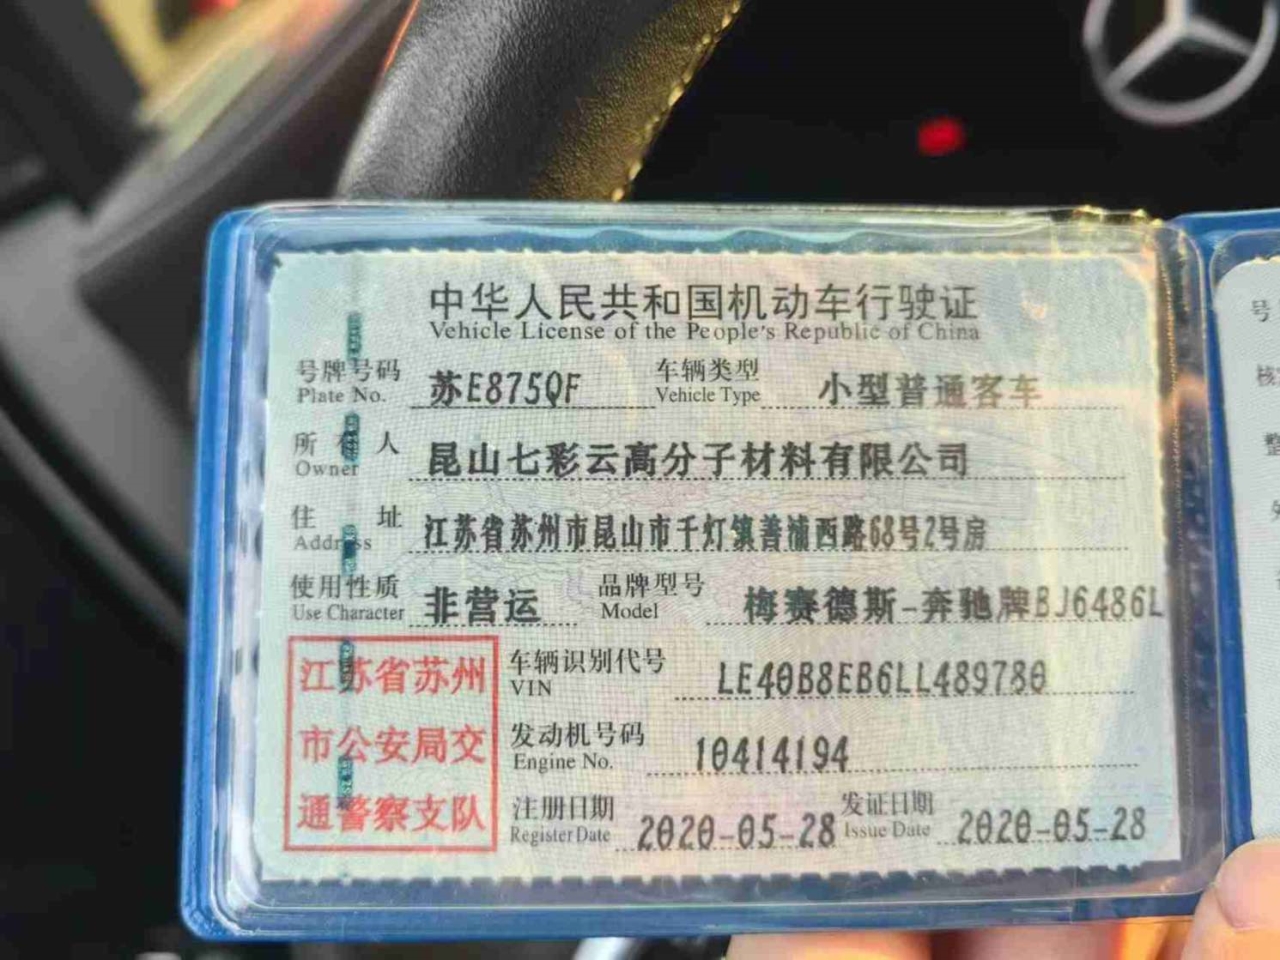 中华人民共和国机动车行驶证
Vehicle License of the People's Republic of China
号牌号码 苏E875QF 车辆类型 小型普通客车
Plate No. Vehicle Type
所有人 昆山七彩云高分子材料有限公司
Owner
住址 江苏省苏州市昆山市千灯镇善浦西路68号2号房
Address
使用性质 非营运 品牌型号 梅赛德斯-奔驰牌BJ6486L
Use Character Model
江苏省苏州
市公安局交
通警察支队
车辆识别代号 LE40B8EB6LL489780
VIN
发动机号码 10414194
Engine No.
注册日期 2020-05-28 发证日期 2020-05-28
Register Date Issue Date
号
核
整